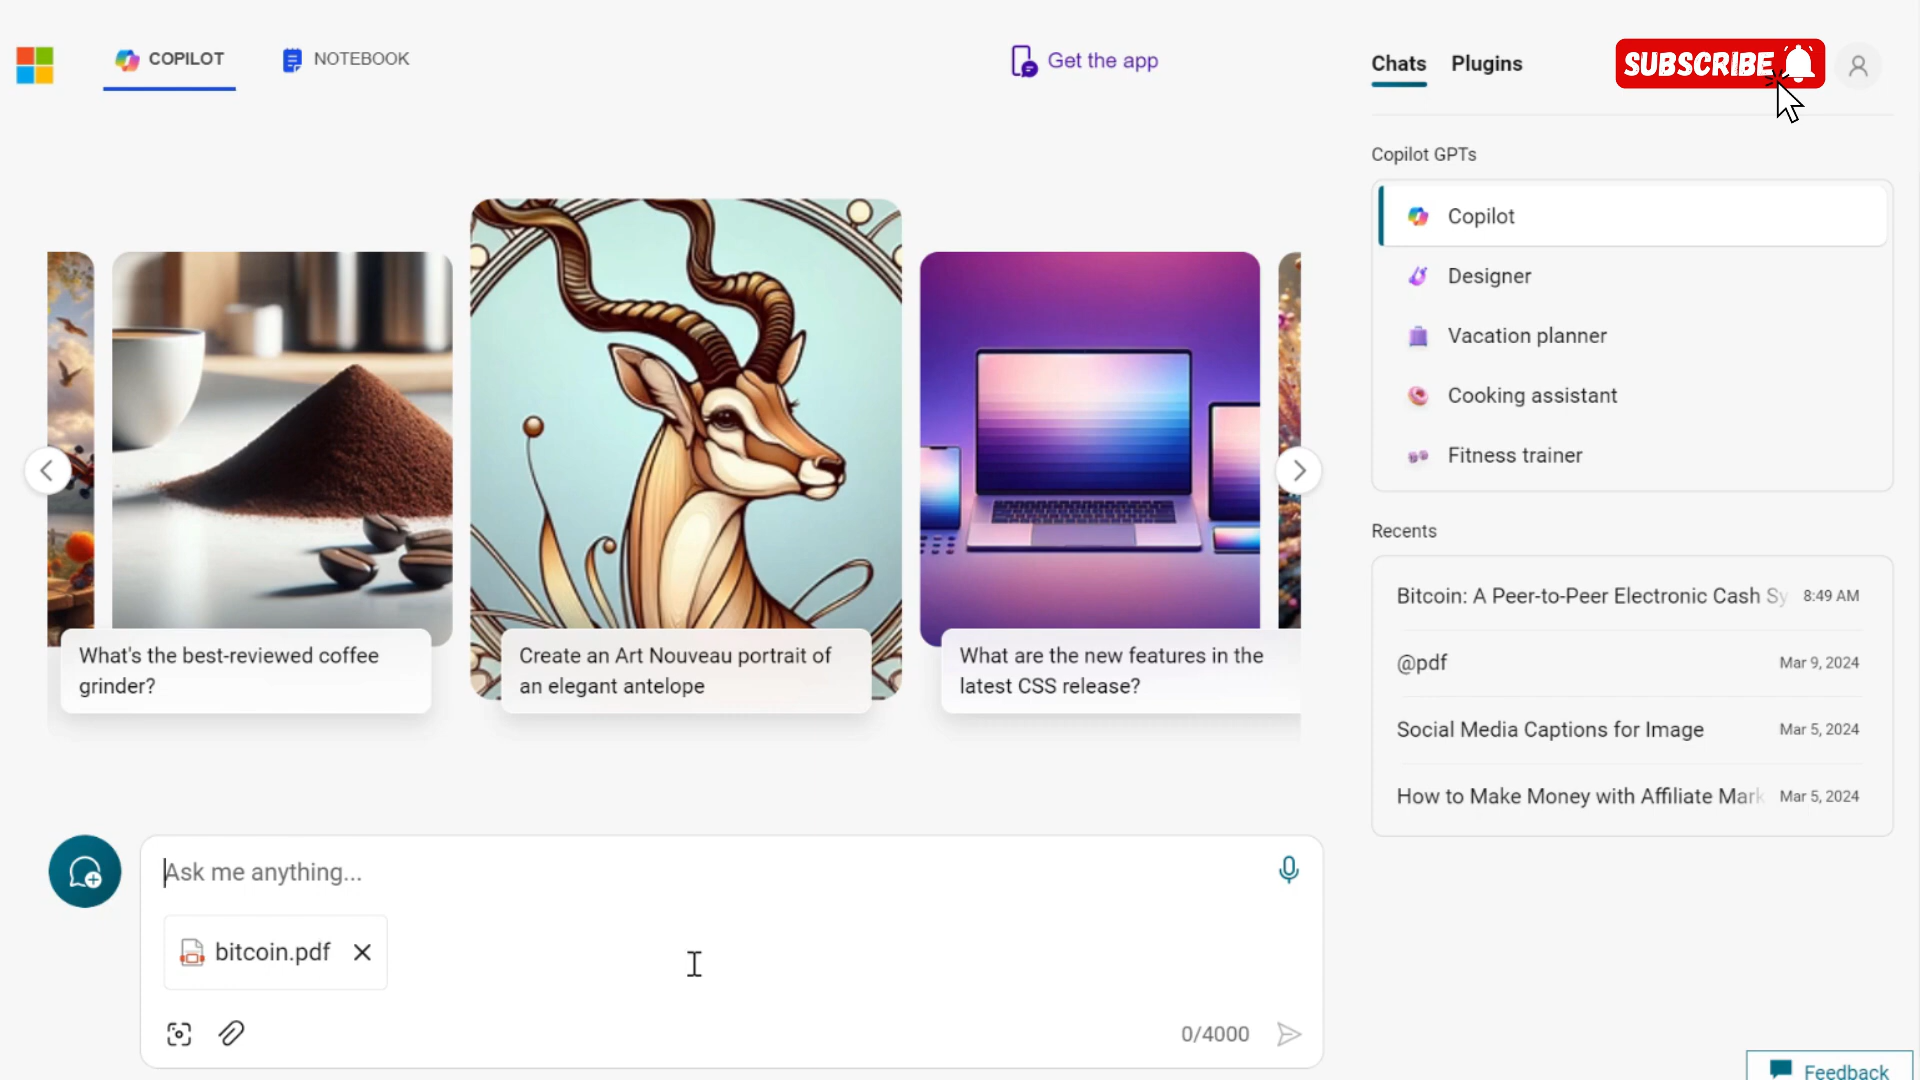 COPILOT
NOTEBOOK
Get the app
Chats
Plugins
SUBSCRIBE
Copilot GPTs
Copilot
Designer
Vacation planner
Cooking assistant
Fitness trainer
Recents
Bitcoin: A Peer-to-Peer Electronic Cash Sy 8:49 AM
@pdf Mar 9, 2024
Social Media Captions for Image Mar 5, 2024
How to Make Money with Affiliate Mark Mar 5, 2024
What's the best-reviewed coffee
grinder?
Create an Art Nouveau portrait of
an elegant antelope
What are the new features in the
latest CSS release?
Ask me anything...
bitcoin.pdf
0/4000
Feedback